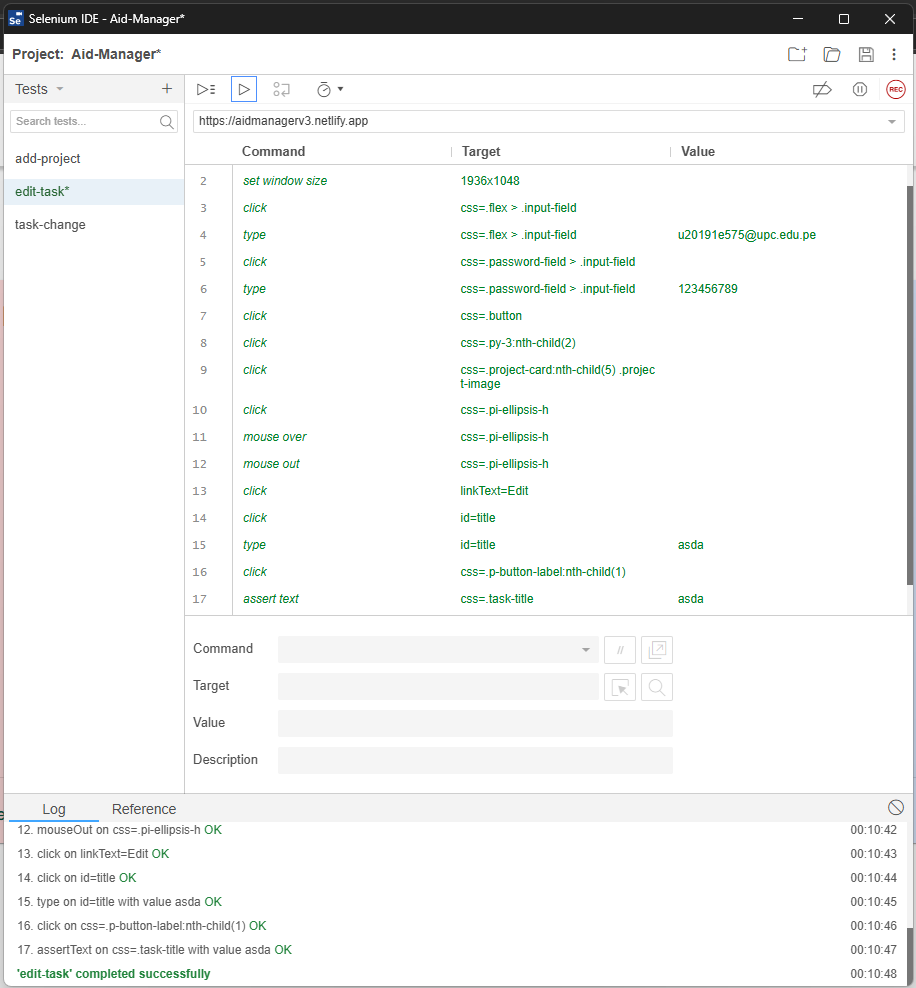 Selenium IDE - Aid-Manager*
Project: Aid-Manager*
Tests
Search tests...
add-project
edit-task*
task-change
REC
https://aidmanagerv3.netlify.app
Command Target Value
2 set window size 1936x1048
3 click css=.flex > .input-field
4 type css=.flex > .input-field u20191e575@upc.edu.pe
5 click css=.password-field > .input-field
6 type css=.password-field > .input-field 123456789
7 click css=.button
8 click css=.py-3:nth-child(2)
9 click css=.project-card:nth-child(5) .projec
t-image
10 click css=.pi-ellipsis-h
11 mouse over css=.pi-ellipsis-h
12 mouse out css=.pi-ellipsis-h
13 click linkText=Edit
14 click id=title
15 type id=title asda
16 click css=.p-button-label:nth-child(1)
17 assert text css=.task-title asda
Command //
Target
Value
Description
Log Reference
12. mouseOut on css=.pi-ellipsis-h OK 00:10:42
13. click on linkText=Edit OK 00:10:43
14. click on id=title OK 00:10:44
15. type on id=title with value asda OK 00:10:45
16. click on css=.p-button-label:nth-child(1) OK 00:10:46
17. assertText on css=.task-title with value asda OK 00:10:47
'edit-task' completed successfully 00:10:48